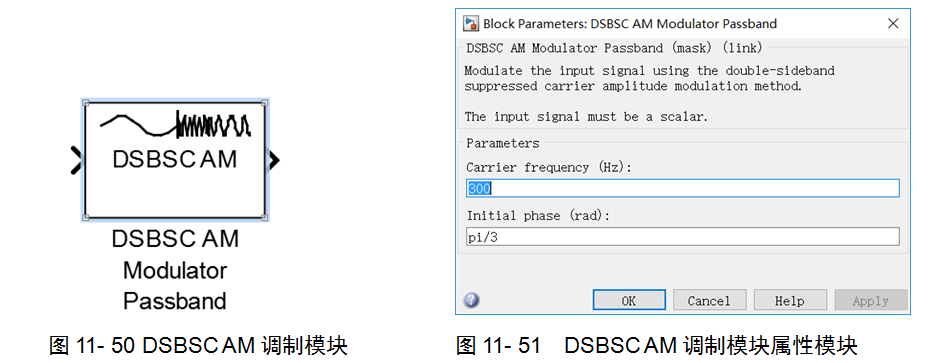 DSBSC AM
DSBSC AM
Modulator
Passband
图 11- 50 DSBSC AM 调制模块
Block Parameters: DSBSC AM Modulator Passband
DSBSC AM Modulator Passband (mask) (link)
Modulate the input signal using the double-sideband
suppressed carrier amplitude modulation method.
The input signal must be a scalar.
Parameters
Carrier frequency (Hz):
300
Initial phase (rad):
pi/3
OK Cancel Help Apply
图 11- 51 DSBSC AM 调制模块属性模块